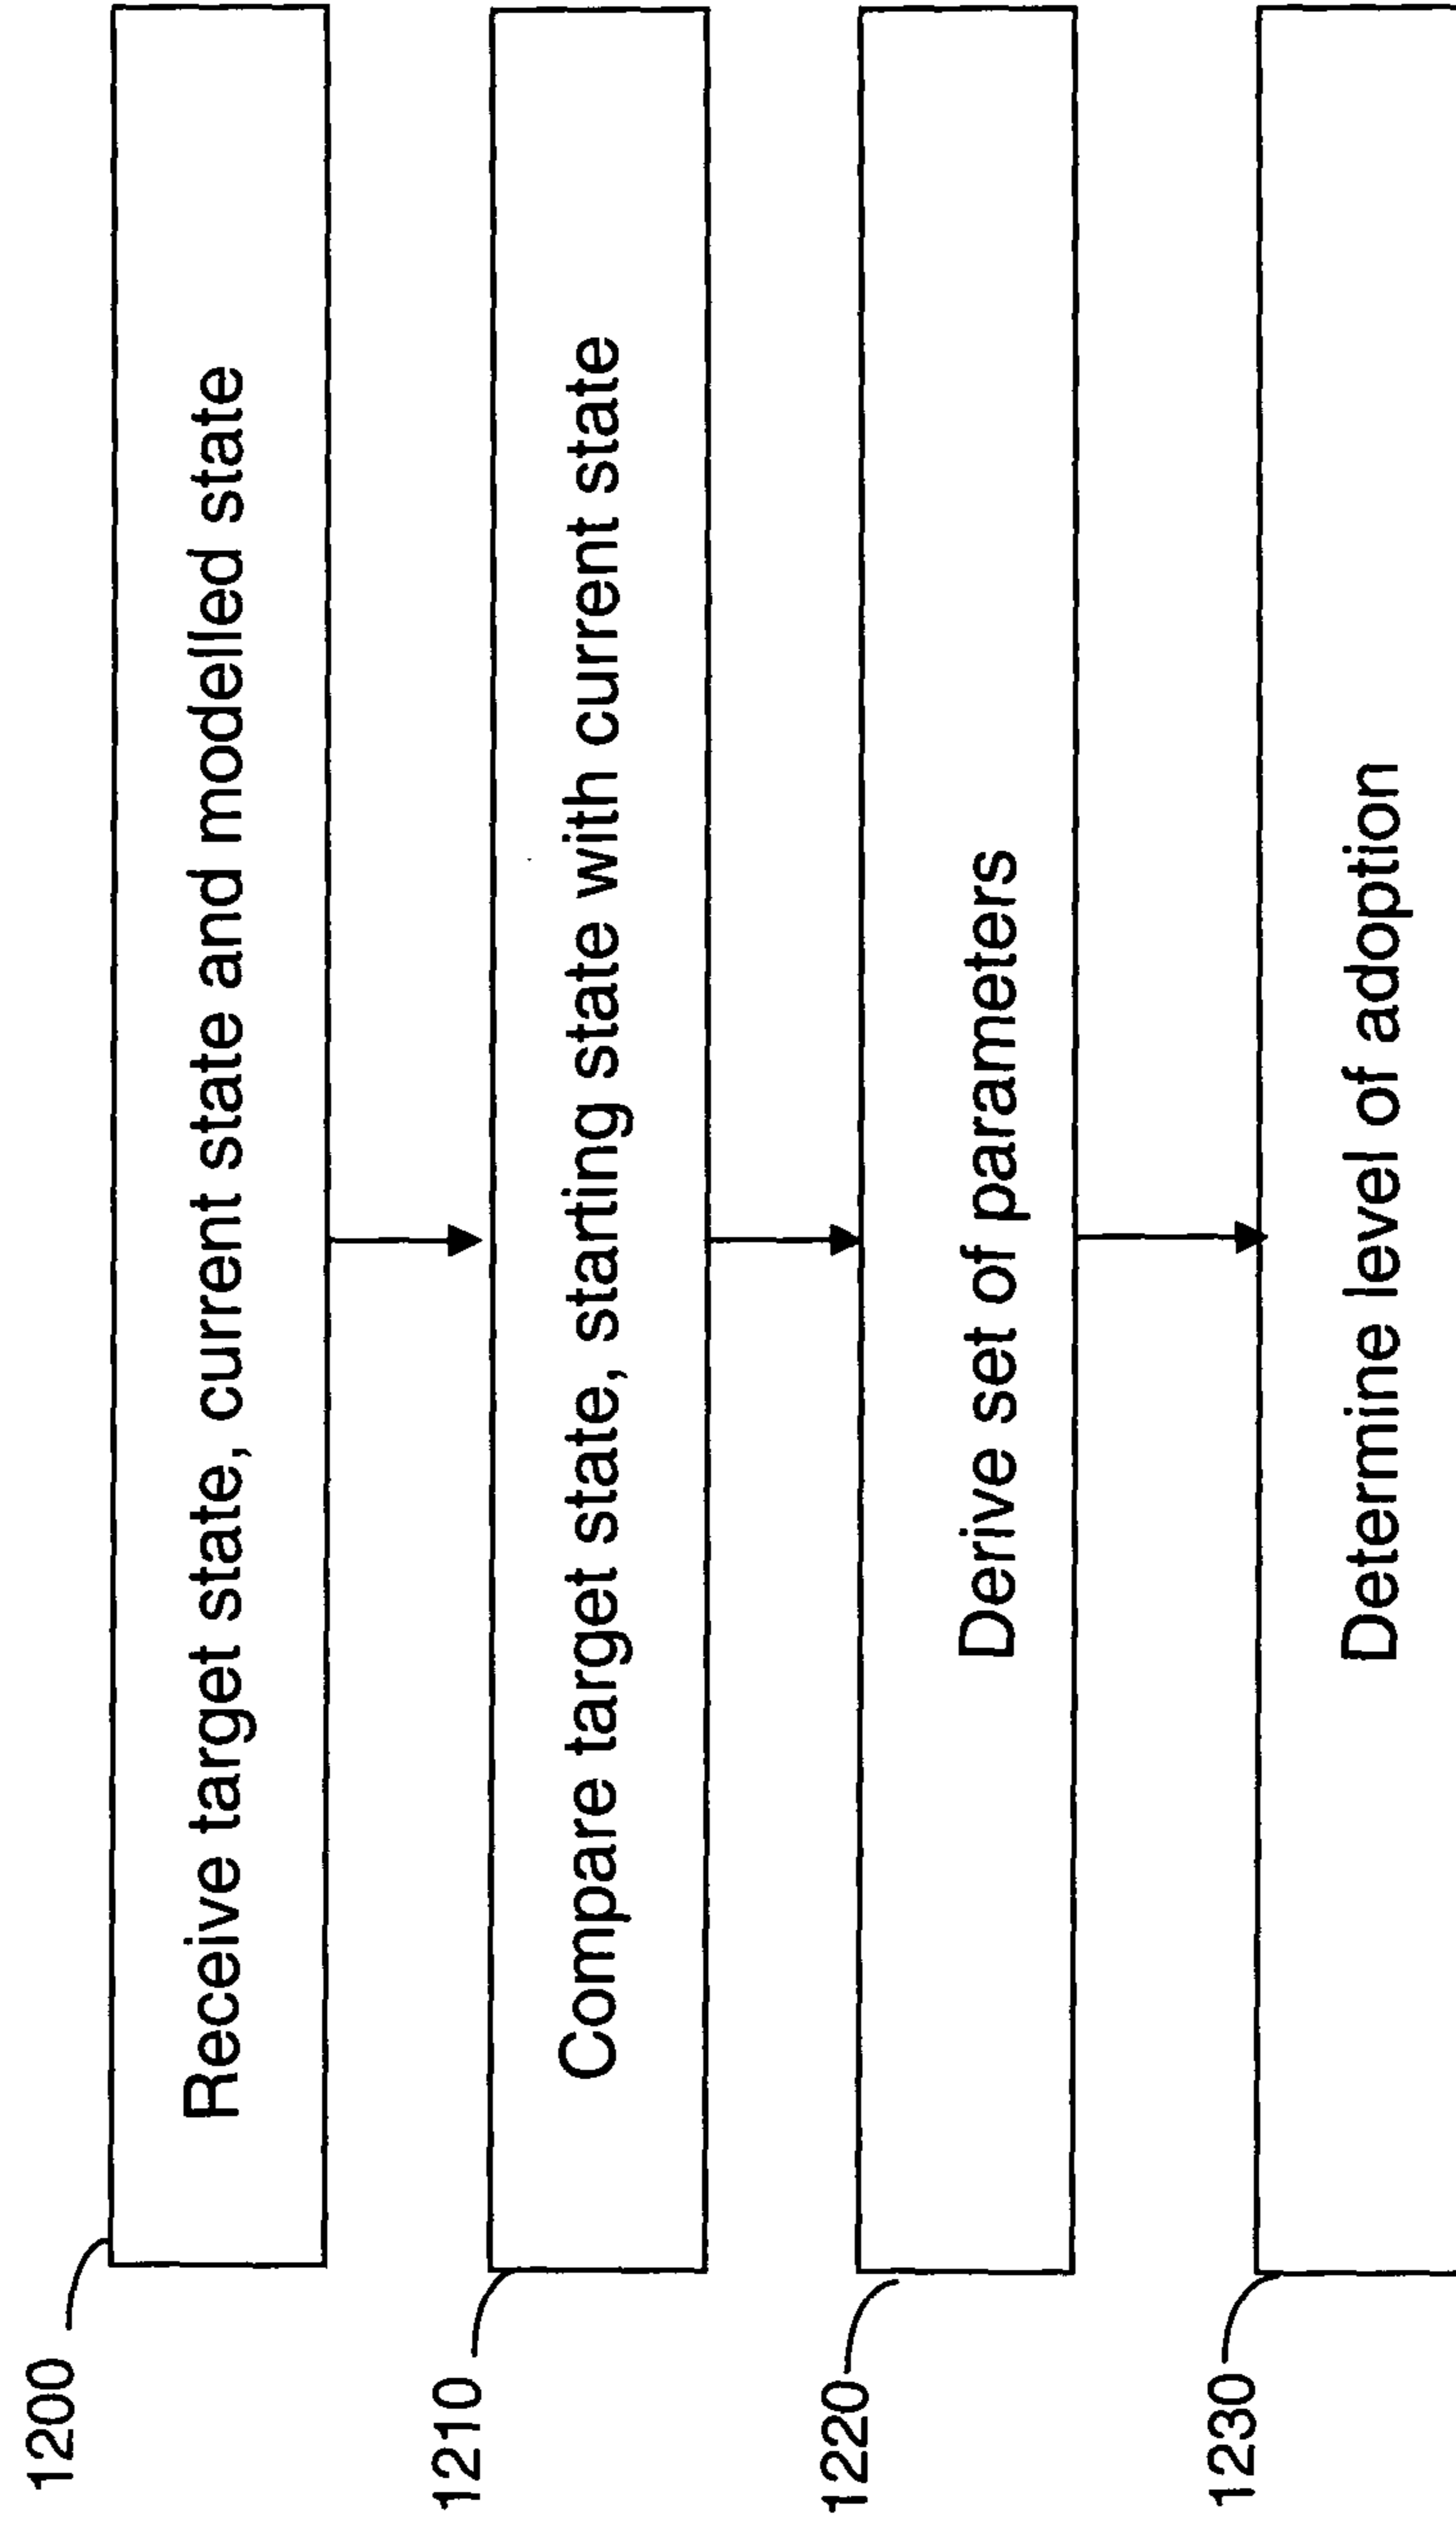 1200
Receive target state, current state and modelled state
1210
Compare target state, starting state with current state
1220
Derive set of parameters
1230
Determine level of adoption